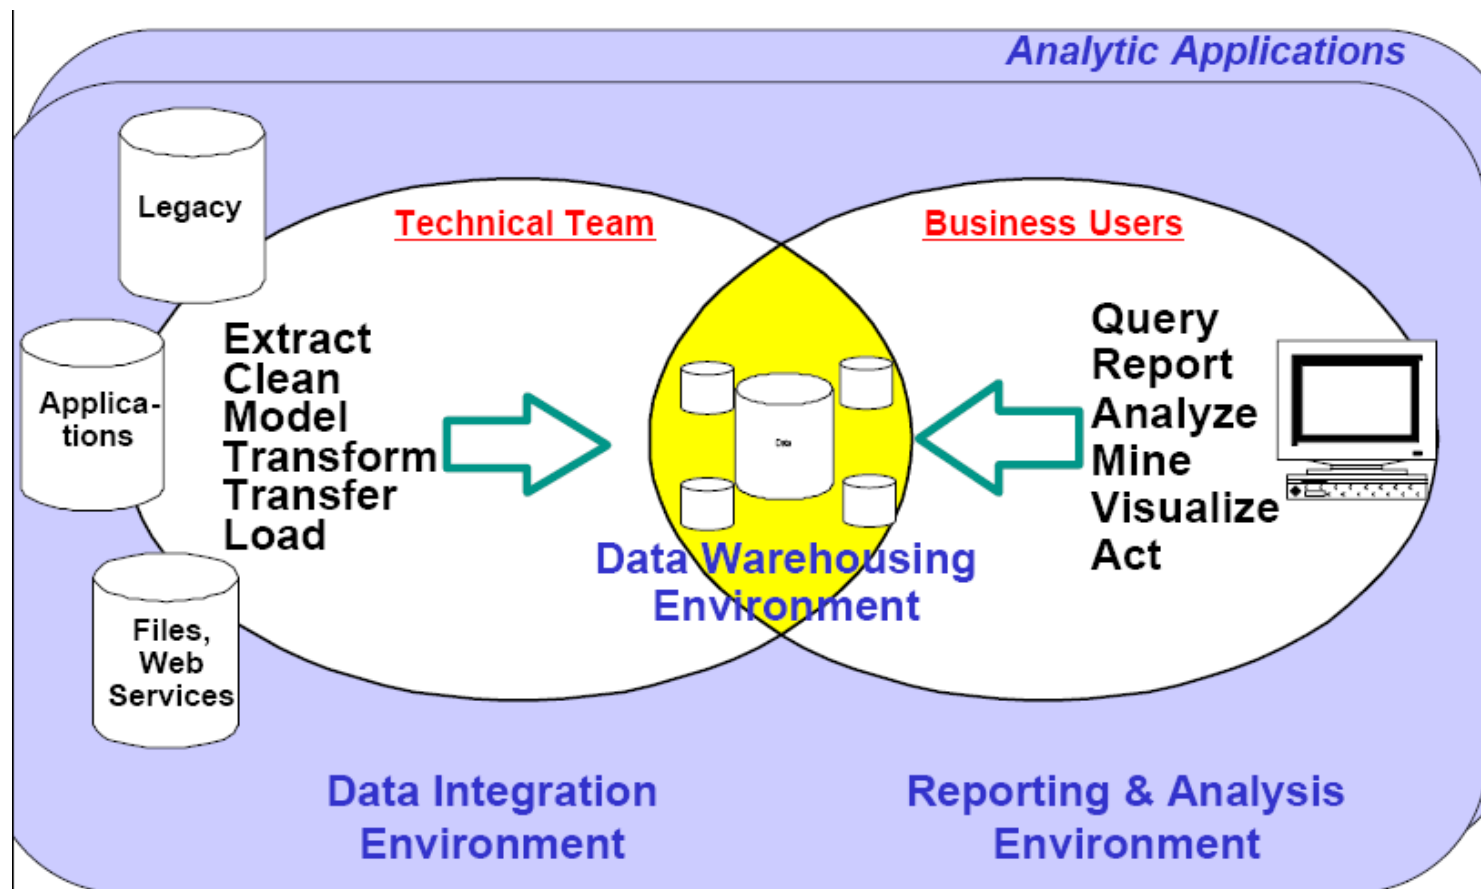 Analytic Applications
Legacy
Applica-
tions
Files,
Web
Services
Technical Team
Extract
Clean
Model
Transform
Transfer
Load
Data
Data Warehousing
Environment
Business Users
Query
Report
Analyze
Mine
Visualize
Act
Data Integration
Environment
Reporting & Analysis
Environment